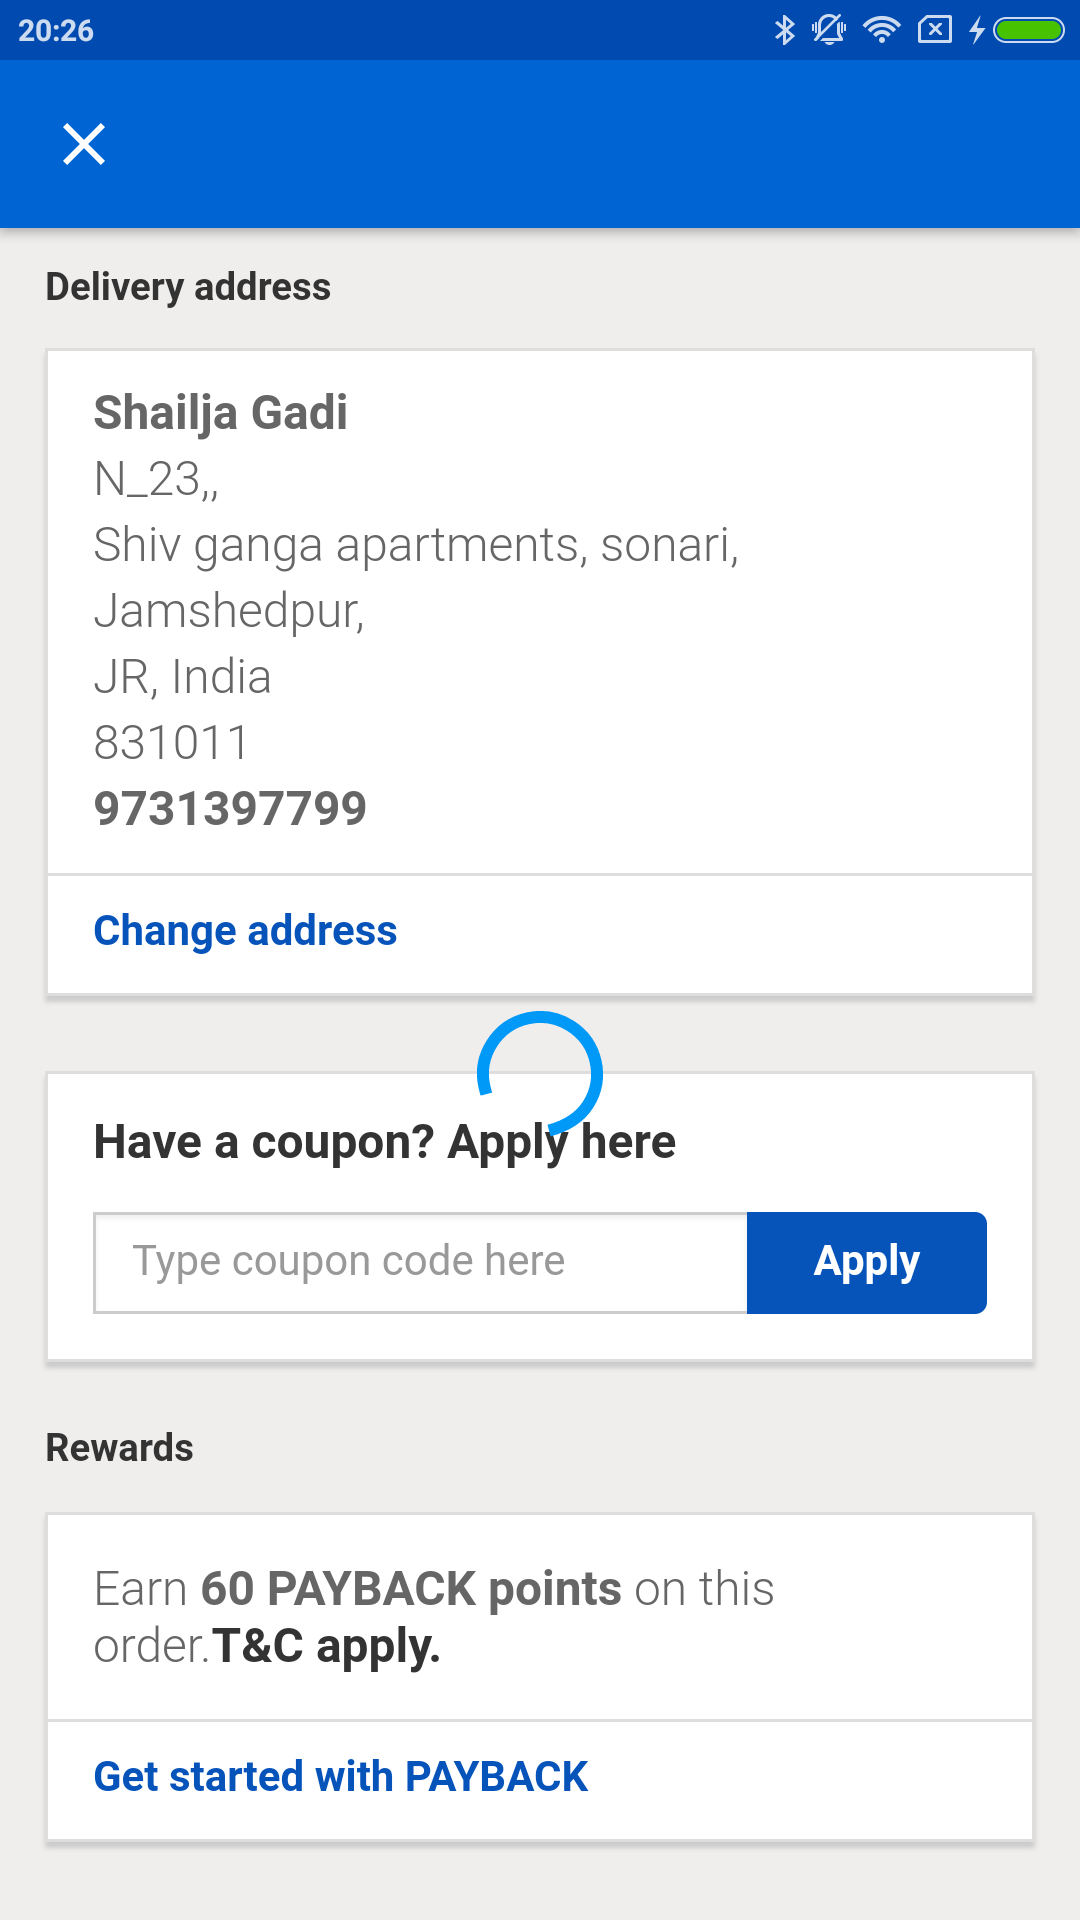 20:26
Delivery address
Shailja Gadi
N_23,,
Shiv ganga apartments, sonari,
Jamshedpur,
JR, India
831011
9731397799
Change address
Have a coupon? Apply here
Type coupon code here
Apply
Rewards
Earn 60 PAYBACK points on this
order.T&C apply.
Get started with PAYBACK